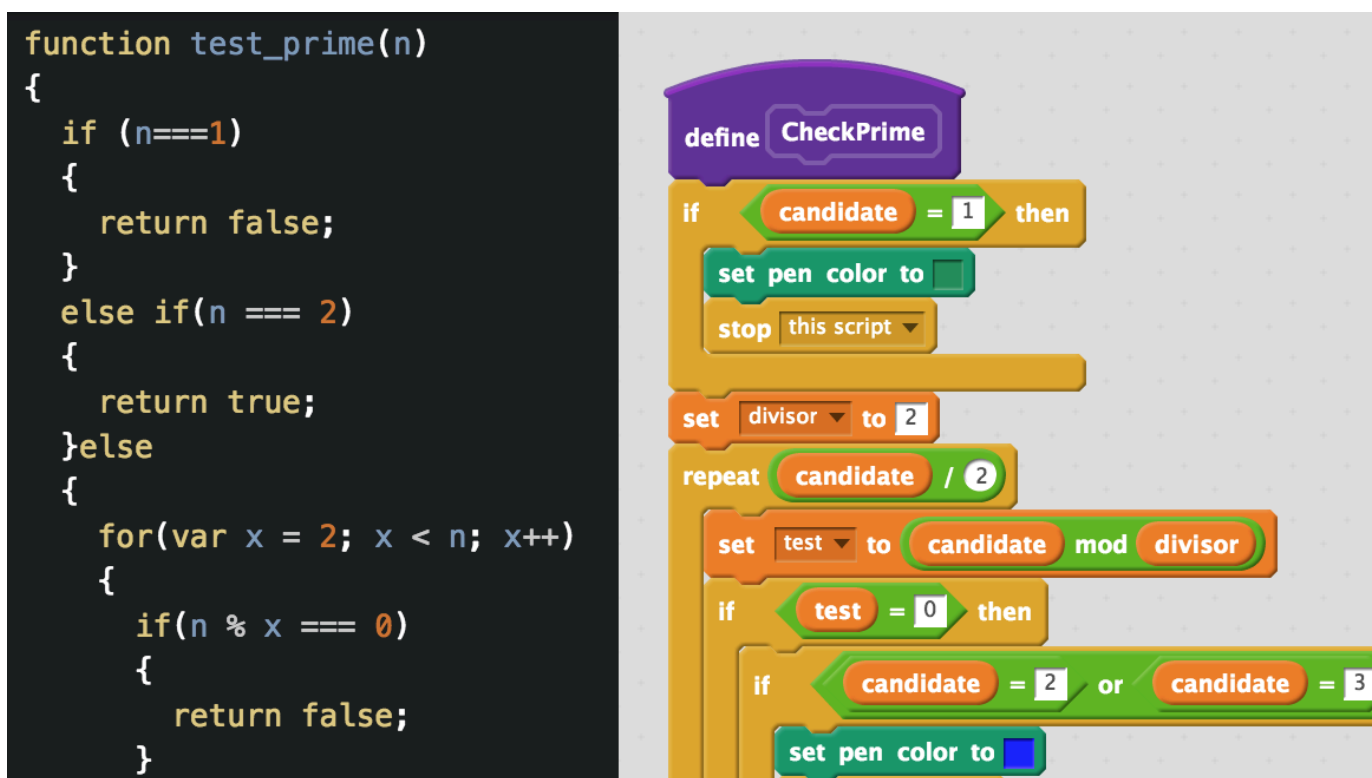 function test_prime(n)
{
if (n===1)
{
return false;
}
else if(n === 2)
{
return true;
}else
{
for(var x = 2; x < n; x++)
{
if(n % x === 0)
{
return false;
}
define CheckPrime
if candidate = 1 then
set pen color to
stop this script
set divisor to 2
repeat candidate / 2
set test to candidate mod divisor
if test = 0 then
if candidate = 2 or candidate = 3
set pen color to